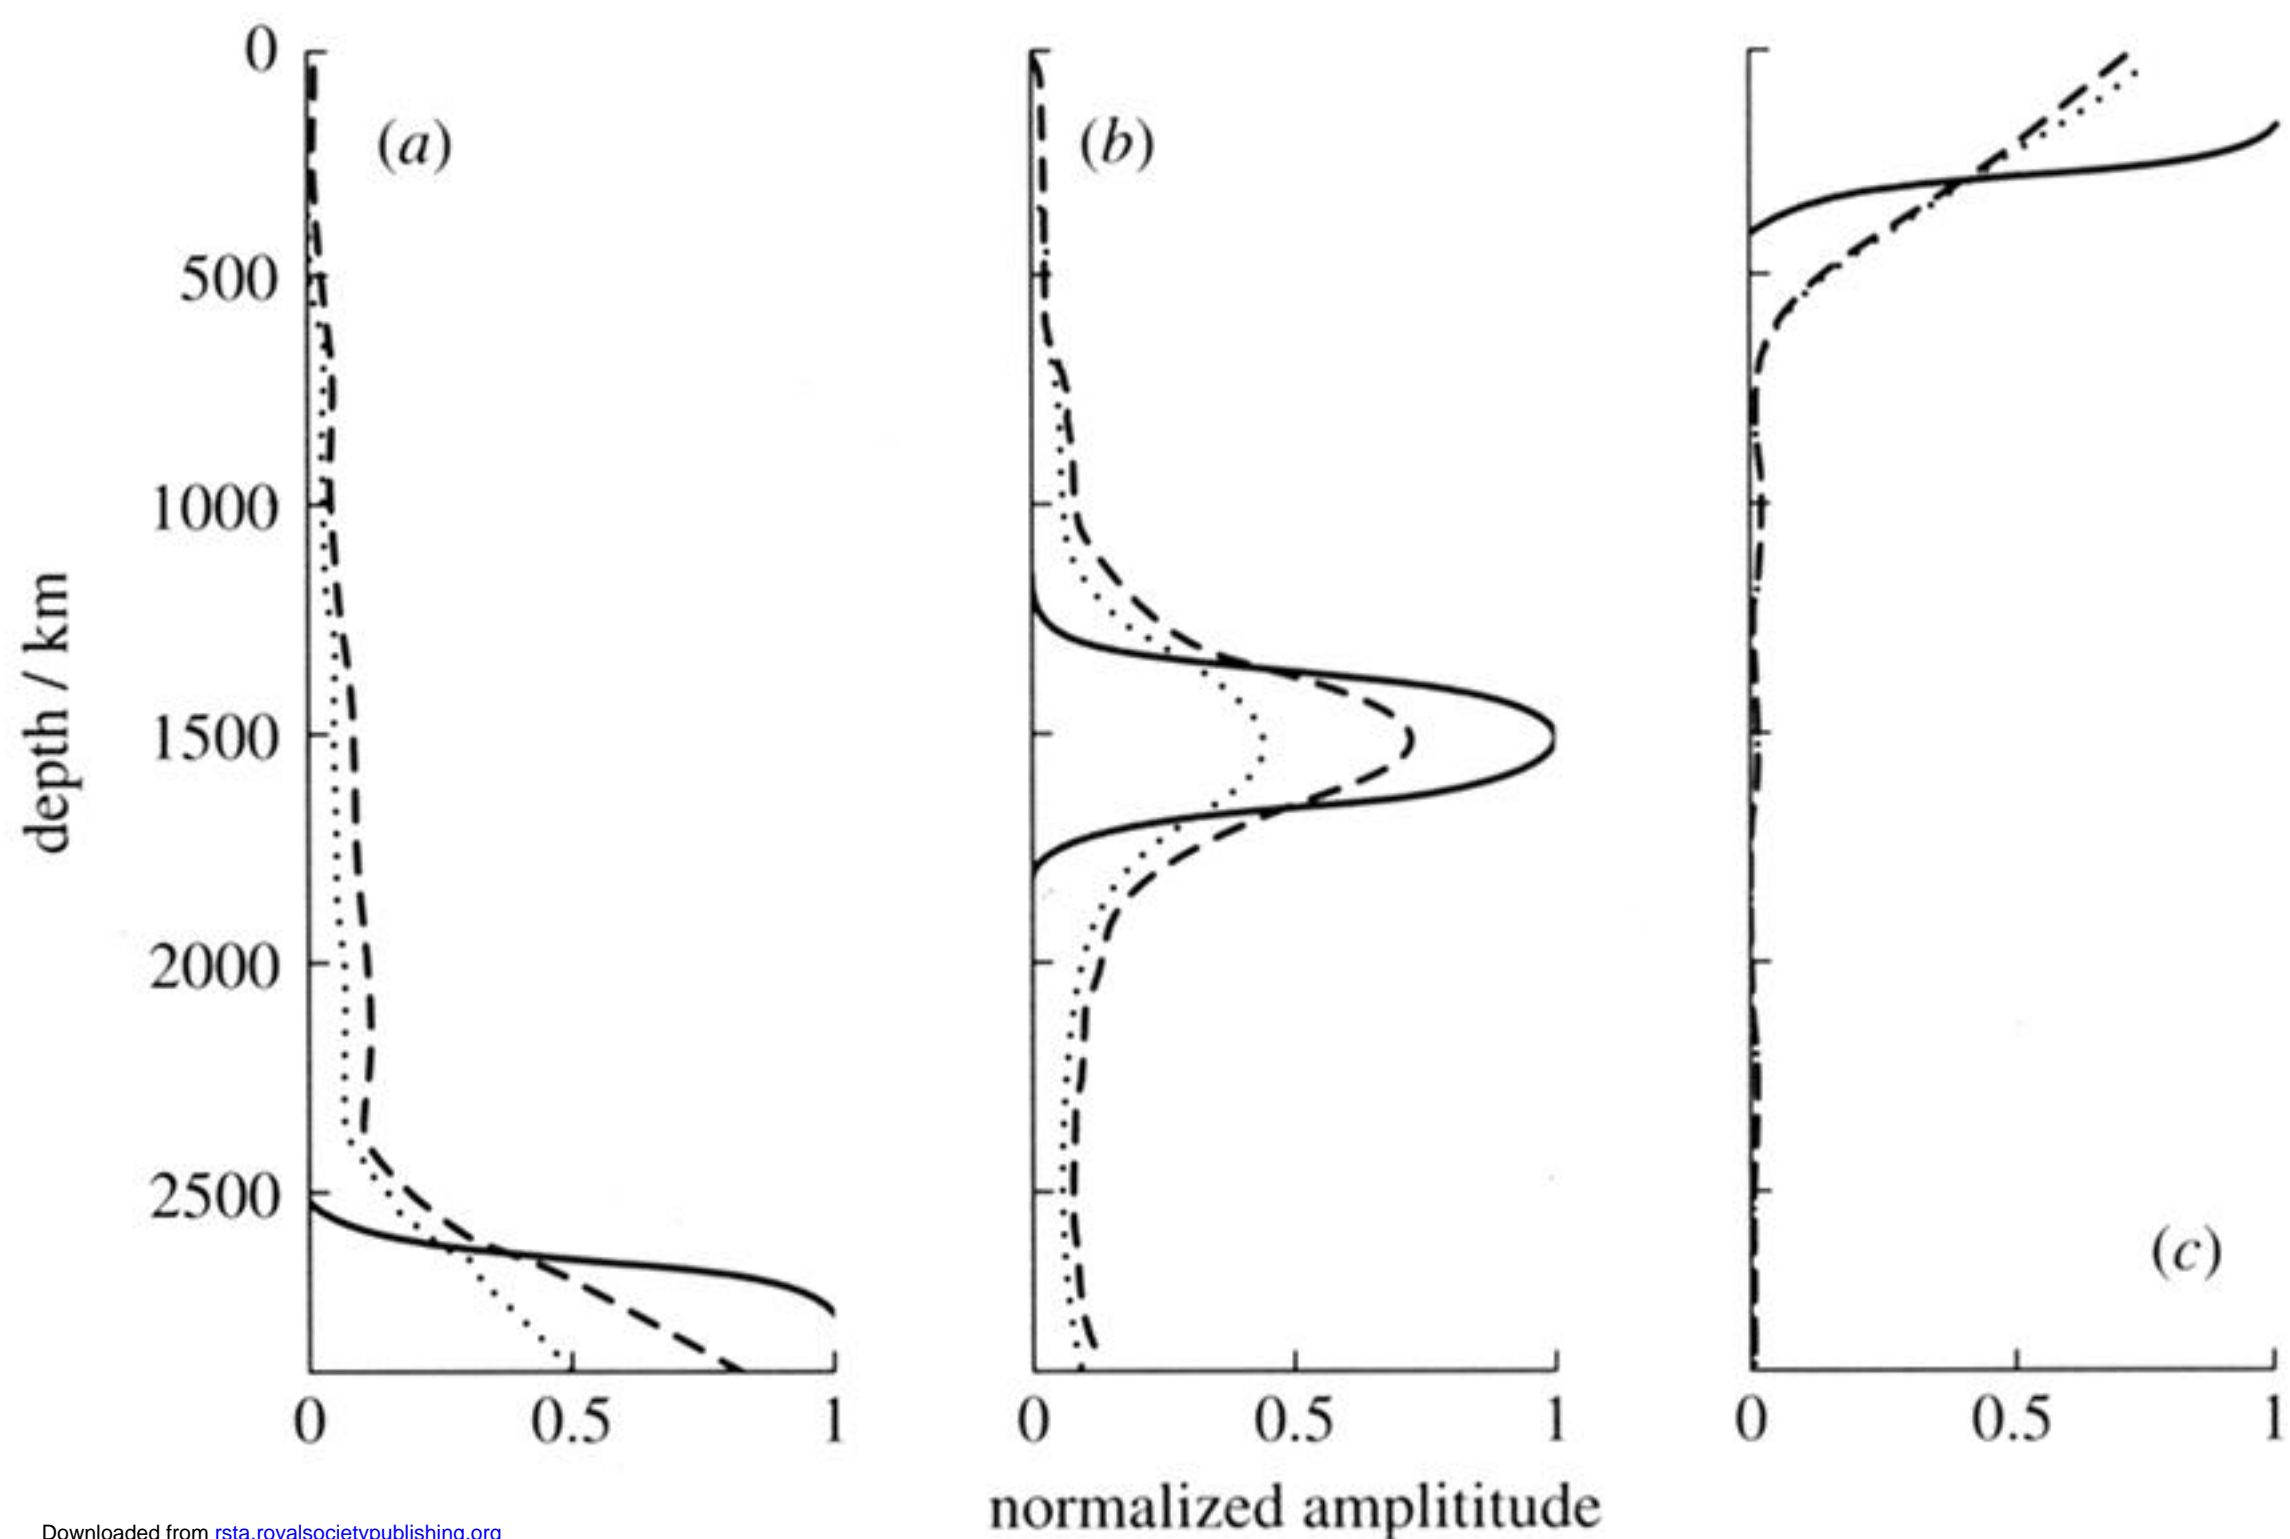 0
500
1000
1500
2000
2500
depth / km
(a)
(b)
(c)
0 0.5 1
0 0.5 1
0 0.5 1
normalized amplititude
Downloaded from rsta.royalsocietypublishing.org